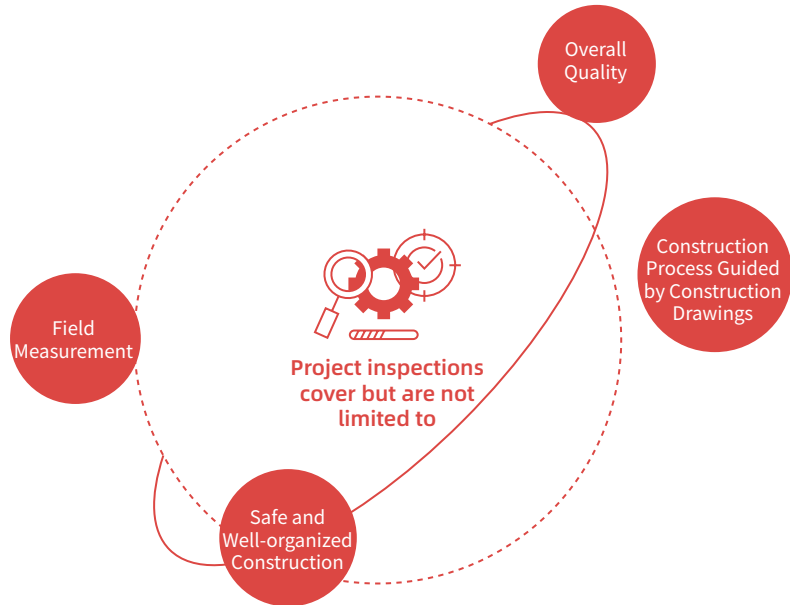 Overall
Quality
Construction
Process Guided
by Construction
Drawings
Field
Measurement
Project inspections
cover but are not
limited to
Safe and
Well-organized
Construction